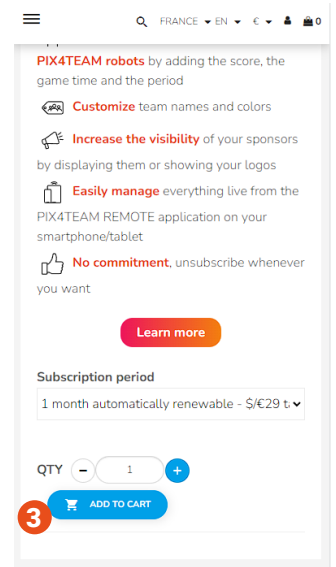 FRANCE EN € 0
PIX4TEAM robots by adding the score, the
game time and the period
Customize team names and colors
Increase the visibility of your sponsors
by displaying them or showing your logos
Easily manage everything live from the
PIX4TEAM REMOTE application on your
smartphone/tablet
No commitment, unsubscribe whenever
you want
Learn more
Subscription period
1 month automatically renewable - $/€29 t
QTY - 1 +
3 ADD TO CART